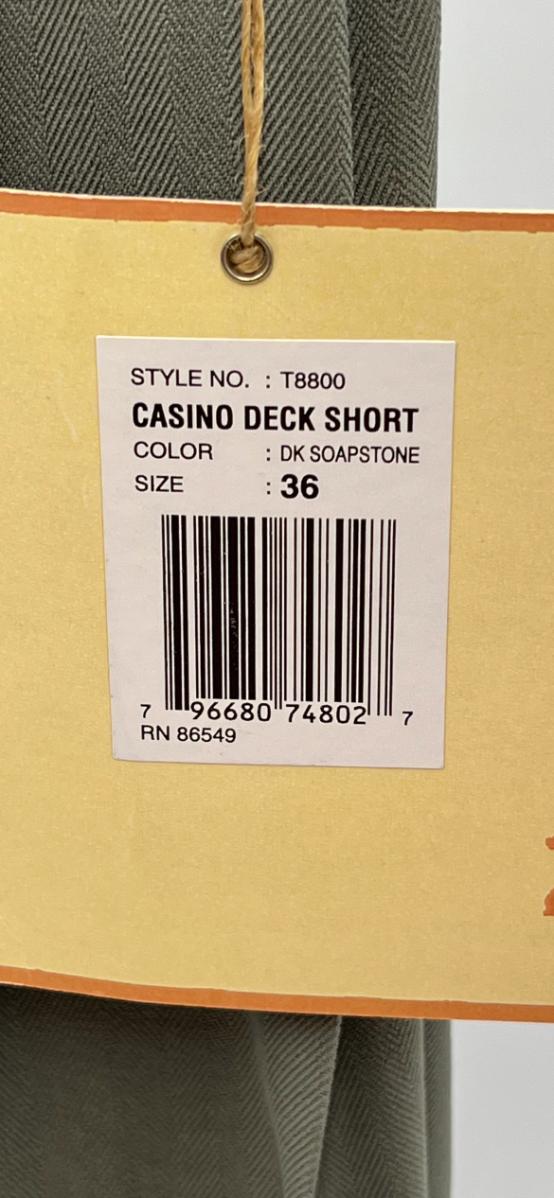 STYLE NO. : T8800
CASINO DECK SHORT
COLOR : DK SOAPSTONE
SIZE : 36
7 96680 74802 7
RN 86549